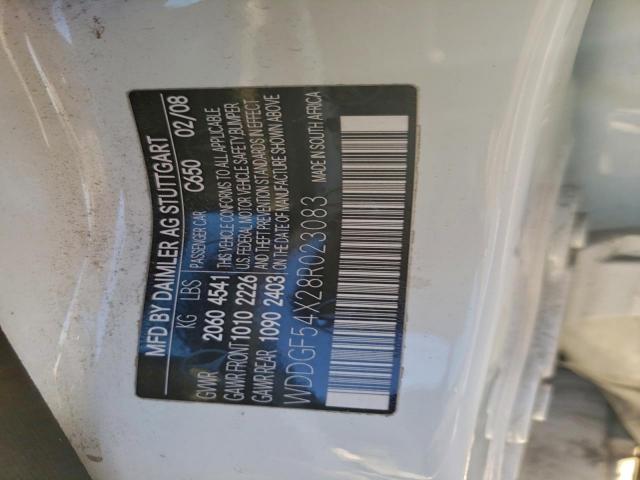 MFD BY DAIMLER AG STUTTGART
KG LBS PASSENGER CAR C650 02/08
GVWR 2060 4541 THIS VEHICLE CONFORMS TO ALL APPLICABLE
GAWR FRONT 1010 2226 U.S. FEDERAL MOTOR VEHICLE SAFETY, BUMPER
GAWR REAR 1090 2403 AND THEFT PREVENTION STANDARDS IN EFFECT
ON THE DATE OF MANUFACTURE SHOWN ABOVE
WDDGF54X28R023083 MADE IN SOUTH AFRICA